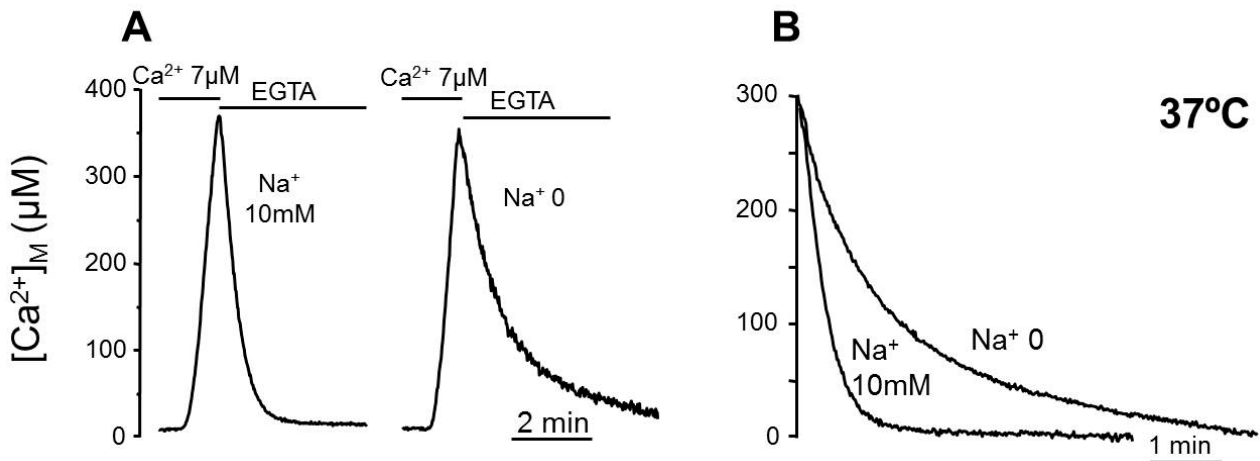 A
B
Ca²⁺ 7µM
EGTA
Ca²⁺ 7µM
EGTA
400
300
200
100
0
[Ca²⁺]M (µM)
Na⁺
10mM
Na⁺ 0
2 min
300
200
100
0
37ºC
Na⁺
10mM
Na⁺ 0
1 min